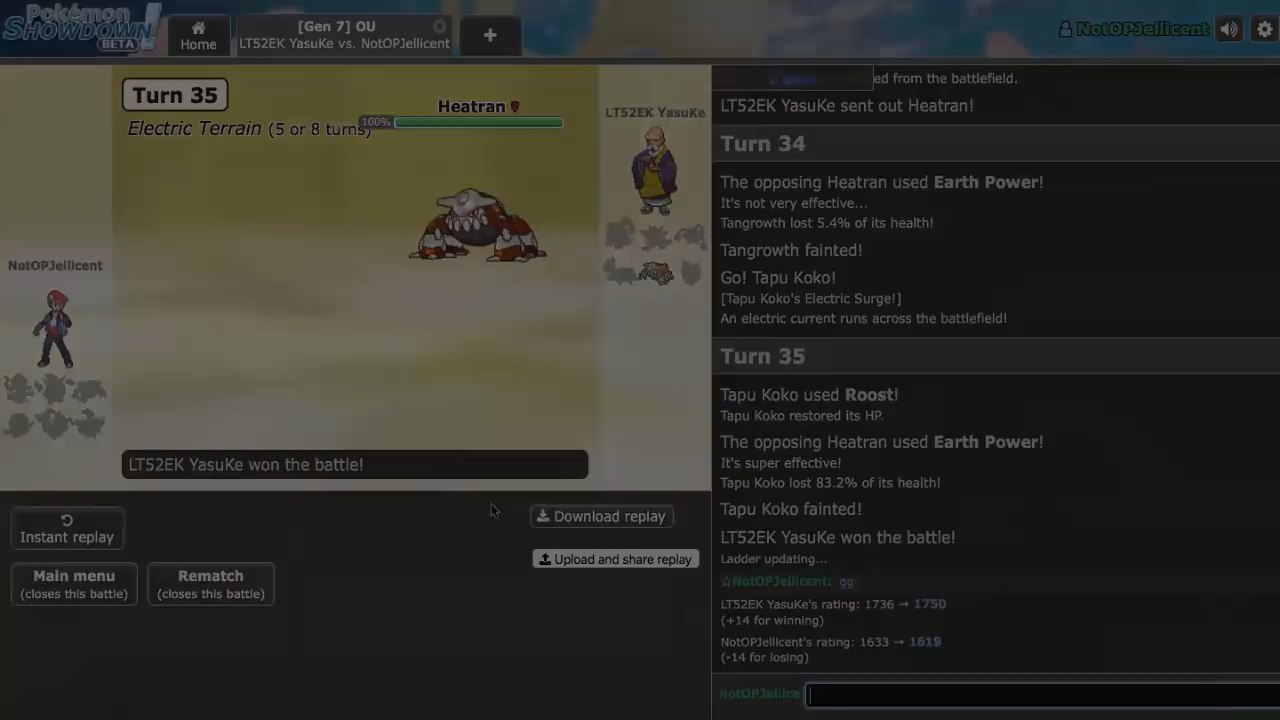 Pokémon
SHOWDOWN!
BETA
Home
[Gen 7] OU
LT52EK YasuKe vs. NotOPJellicent
+
NotOPJellicent
Turn 35
Electric Terrain (5 or 8 turns)
Heatran
100%
LT52EK YasuKe
NotOPJellicent
LT52EK YasuKe won the battle!
Instant replay
Download replay
Upload and share replay
Main menu
(closes this battle)
Rematch
(closes this battle)
ed from the battlefield.
LT52EK YasuKe sent out Heatran!
Turn 34
The opposing Heatran used Earth Power!
It's not very effective...
Tangrowth lost 5.4% of its health!
Tangrowth fainted!
Go! Tapu Koko!
[Tapu Koko's Electric Surge!]
An electric current runs across the battlefield!
Turn 35
Tapu Koko used Roost!
Tapu Koko restored its HP.
The opposing Heatran used Earth Power!
It's super effective!
Tapu Koko lost 83.2% of its health!
Tapu Koko fainted!
LT52EK YasuKe won the battle!
Ladder updating...
☆NotOPJellicent: gg
LT52EK YasuKe's rating: 1736 → 1750
(+14 for winning)
NotOPJellicent's rating: 1633 → 1619
(-14 for losing)
NotOPJellice